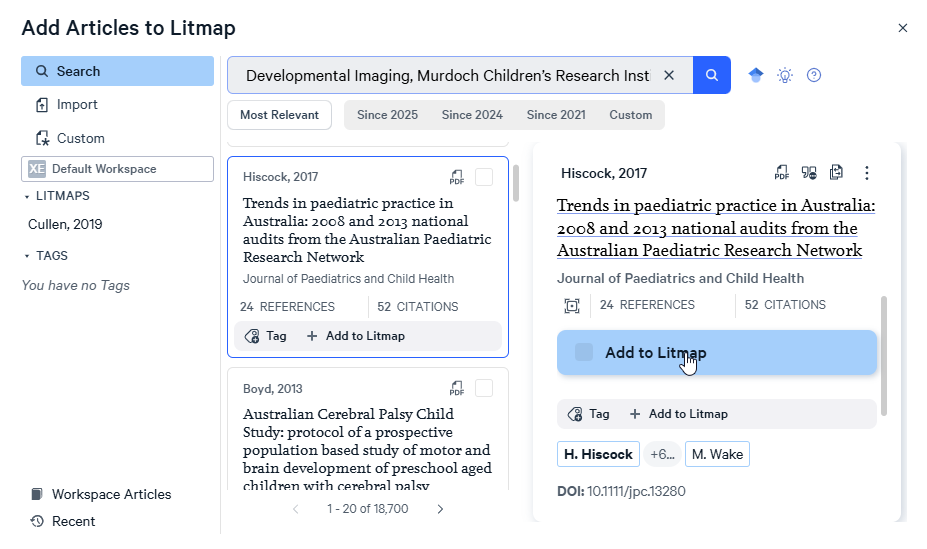 Add Articles to Litmap
Search
Import
Custom
XE Default Workspace
LITMAPS
Cullen, 2019
TAGS
You have no Tags
Workspace Articles
Recent
Developmental Imaging, Murdoch Children's Research Inst
Most Relevant
Since 2025
Since 2024
Since 2021
Custom
Hiscock, 2017
PDF
Trends in paediatric practice in
Australia: 2008 and 2013 national
audits from the Australian Paediatric
Research Network
Journal of Paediatrics and Child Health
24 REFERENCES
52 CITATIONS
Tag
+ Add to Litmap
Boyd, 2013
PDF
Australian Cerebral Palsy Child
Study: protocol of a prospective
population based study of motor and
brain development of preschool aged
children with cerebral palsy
1 - 20 of 18,700
Hiscock, 2017
PDF
Trends in paediatric practice in Australia:
2008 and 2013 national audits from the
Australian Paediatric Research Network
Journal of Paediatrics and Child Health
24 REFERENCES
52 CITATIONS
Add to Litmap
Tag
+ Add to Litmap
H. Hiscock
+6...
M. Wake
DOI: 10.1111/jpc.13280